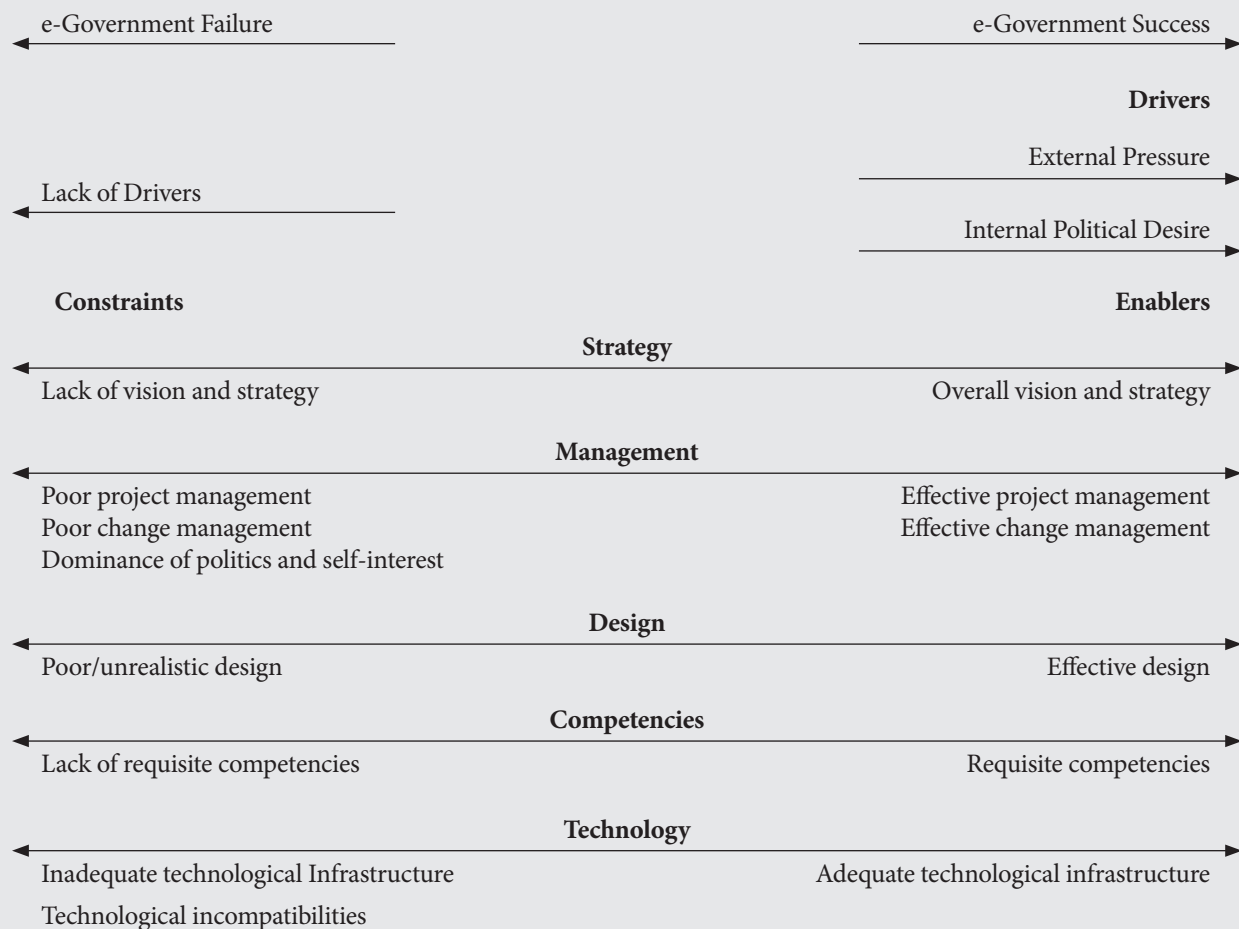 e-Government Failure
e-Government Success
Drivers
External Pressure
Lack of Drivers
Internal Political Desire
Constraints
Enablers
Strategy
Lack of vision and strategy
Overall vision and strategy
Management
Poor project management
Effective project management
Poor change management
Effective change management
Dominance of politics and self-interest
Design
Poor/unrealistic design
Effective design
Competencies
Lack of requisite competencies
Requisite competencies
Technology
Inadequate technological Infrastructure
Adequate technological infrastructure
Technological incompatibilities